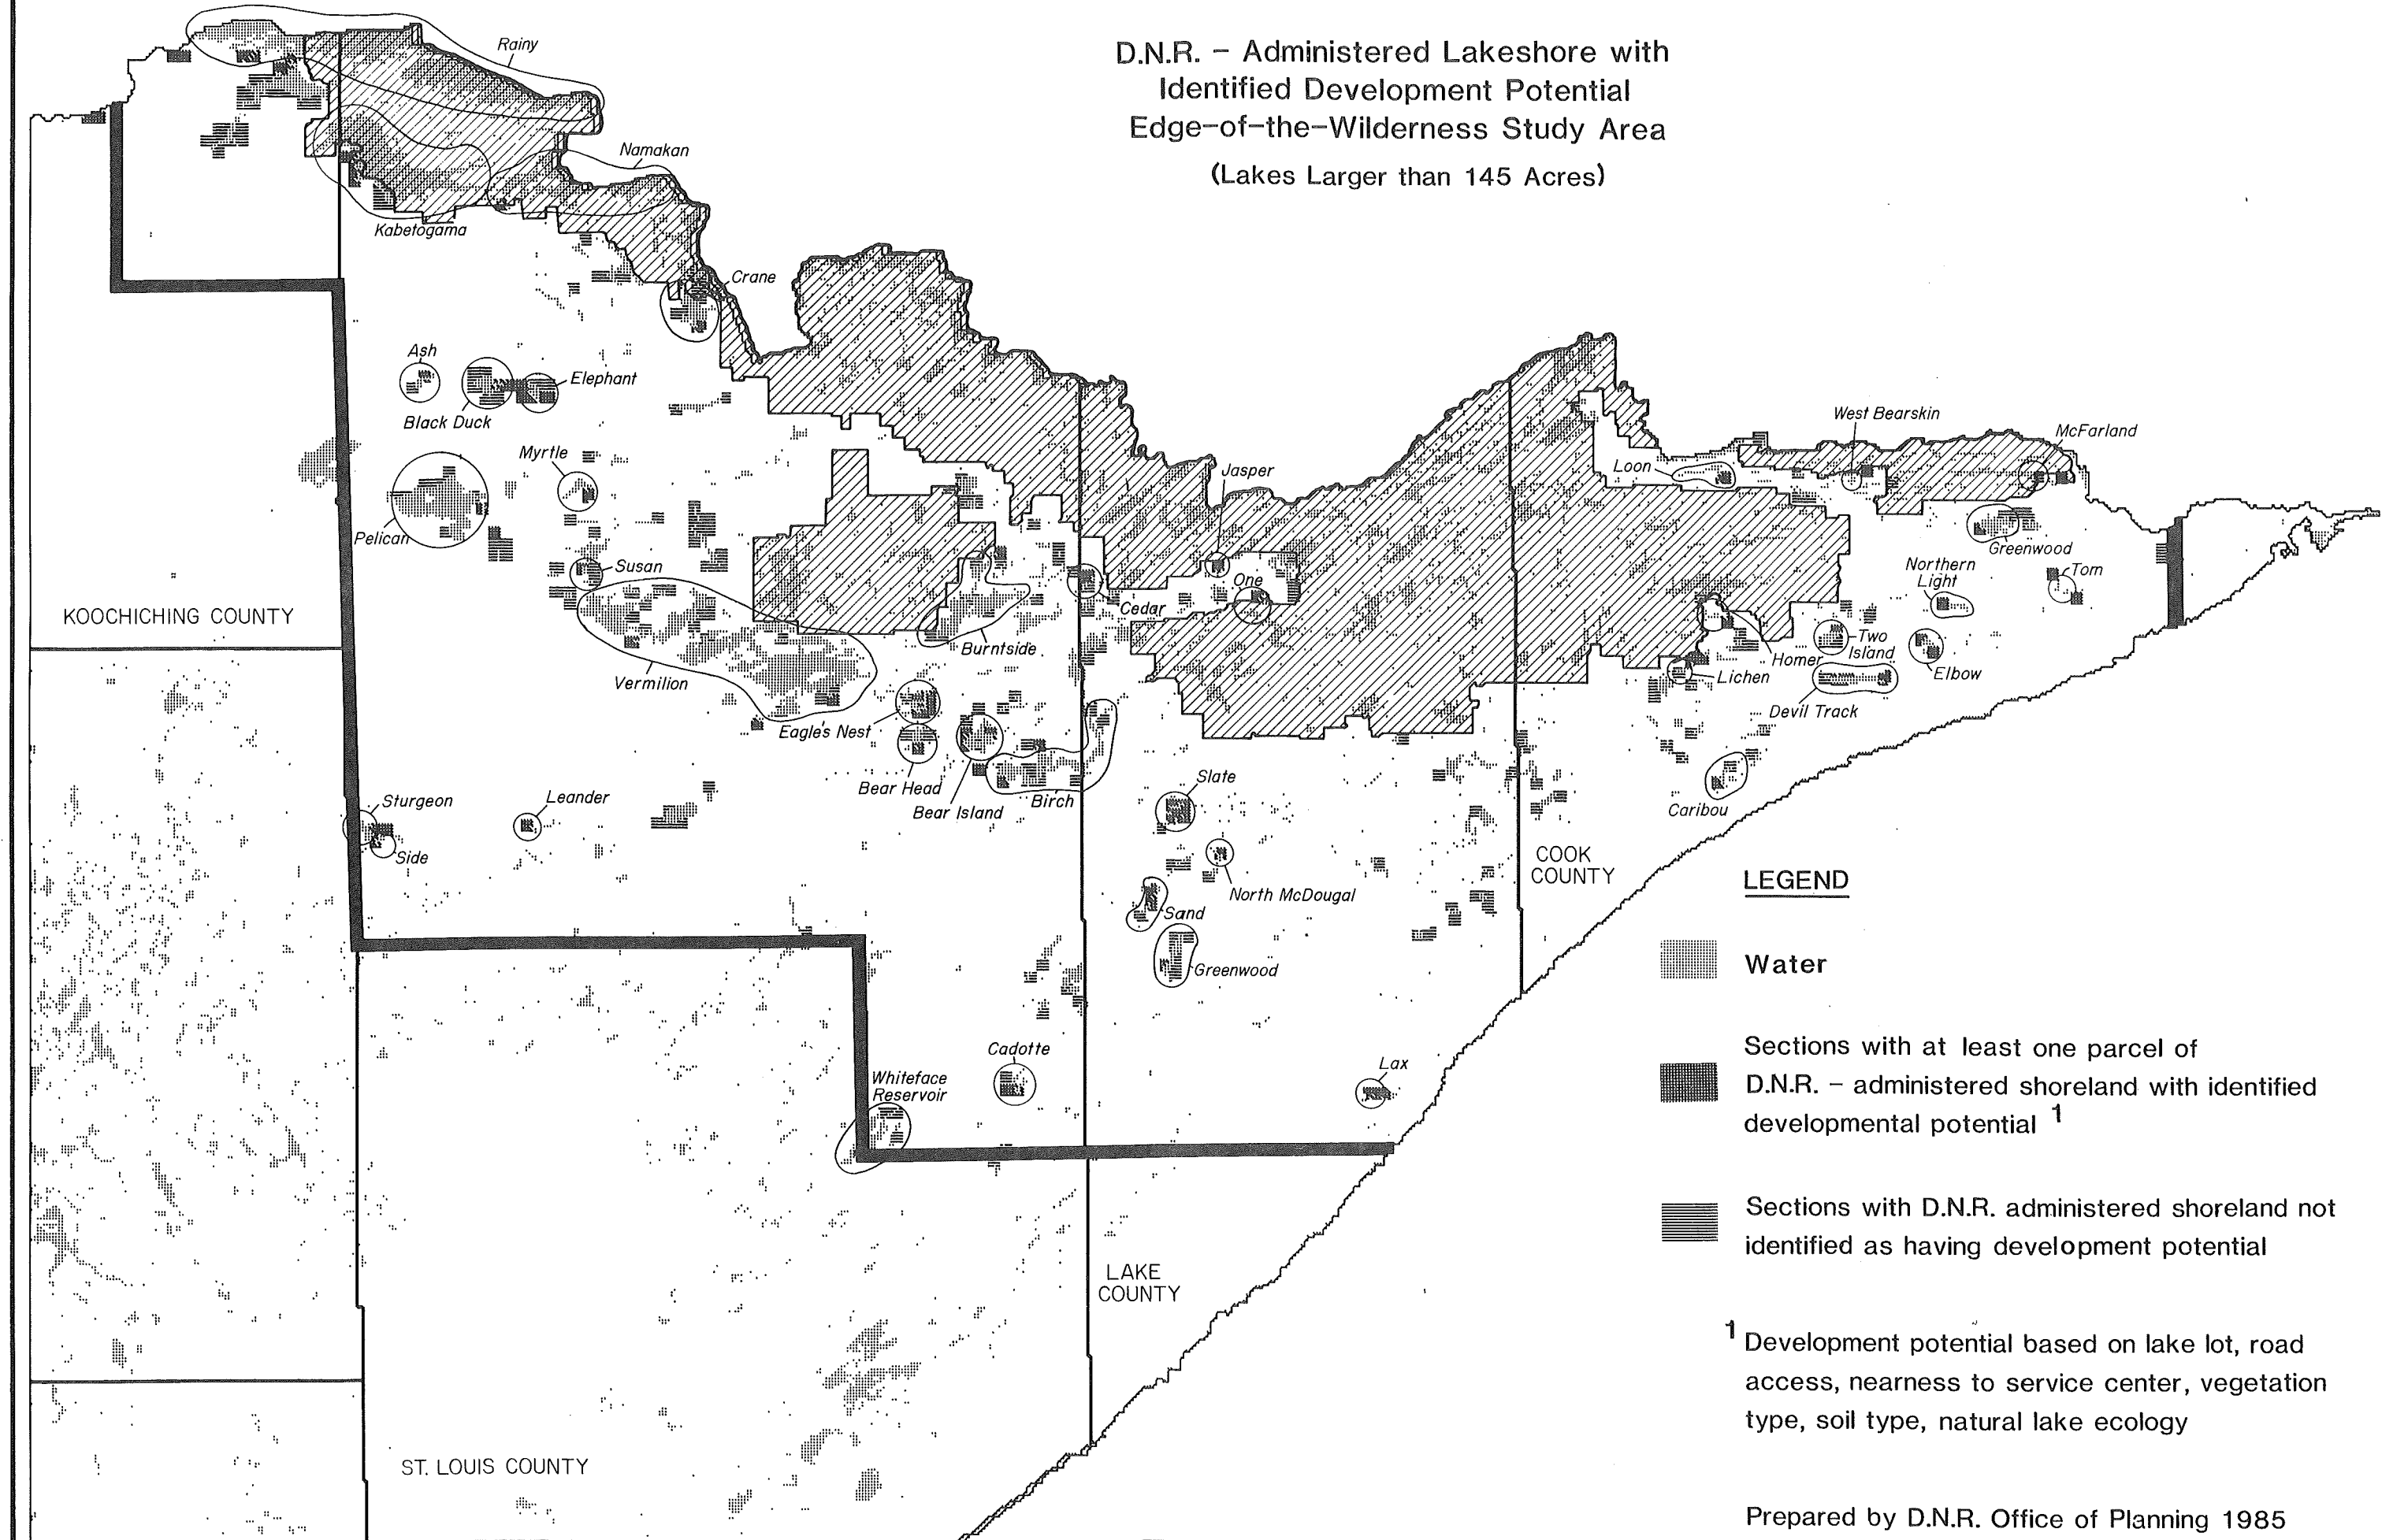 D.N.R. – Administered Lakeshore with
Identified Development Potential
Edge-of-the-Wilderness Study Area
(Lakes Larger than 145 Acres)
Rainy
Namakan
Kabetogama
Crane
Ash
Elephant
Black Duck
Myrtle
Pelican
Susan
Vermilion
Burntside
Eagle's Nest
Bear Head
Bear Island
Birch
Sturgeon
Side
Leander
Jasper
One
Cedar
Slate
North McDougal
Sand
Greenwood
Cadotte
Whiteface
Reservoir
Lax
West Bearskin
McFarland
Loon
Greenwood
Northern
Light
Tom
Two
Island
Homer
Lichen
Elbow
Devil Track
Caribou
KOOCHICHING COUNTY
ST. LOUIS COUNTY
LAKE
COUNTY
COOK
COUNTY
LEGEND
Water
Sections with at least one parcel of
D.N.R. – administered shoreland with identified
developmental potential 1
Sections with D.N.R. administered shoreland not
identified as having development potential
1 Development potential based on lake lot, road
access, nearness to service center, vegetation
type, soil type, natural lake ecology
Prepared by D.N.R. Office of Planning 1985